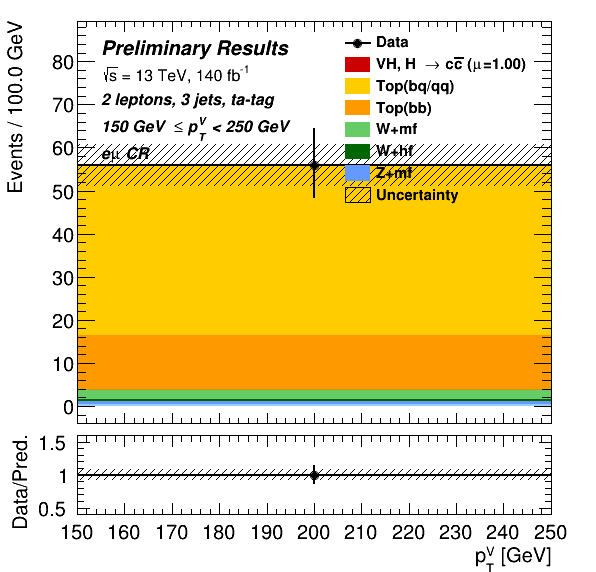 Events / 100.0 GeV
80
70
60
50
40
30
20
10
0
Preliminary Results
√s = 13 TeV, 140 fb⁻¹
2 leptons, 3 jets, ta-tag
150 GeV ≤ p_T^V < 250 GeV
eμ CR
Data
VH, H → cc̅ (μ=1.00)
Top(bq/qq)
Top(bb)
W+mf
W+hf
Z+mf
Uncertainty
Data/Pred.
1.5
1
0.5
150 160 170 180 190 200 210 220 230 240 250
p_T^V [GeV]